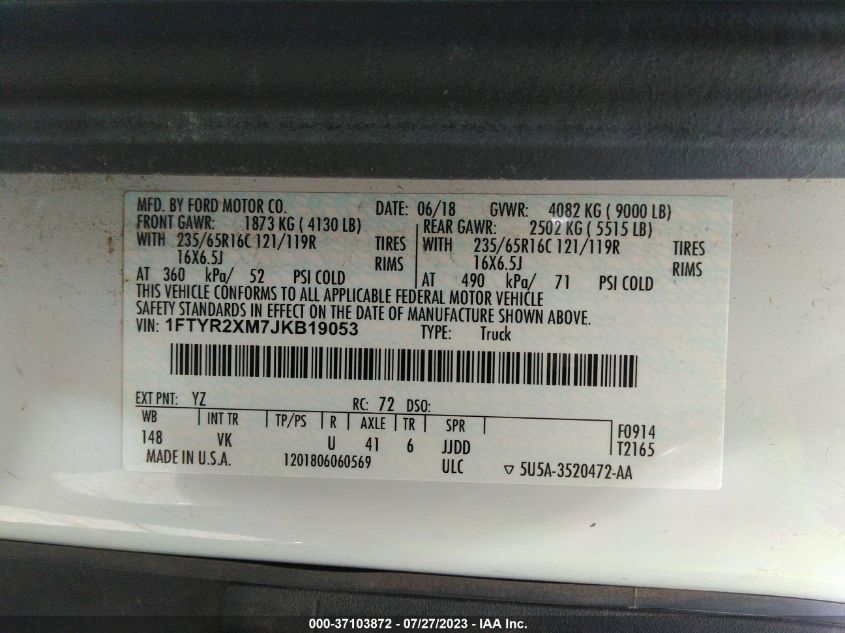 MFD. BY FORD MOTOR CO. DATE: 06/18 GVWR: 4082 KG ( 9000 LB)
FRONT GAWR: 1873 KG ( 4130 LB) REAR GAWR: 2502 KG ( 5515 LB)
WITH 235/65R16C 121/119R TIRES WITH 235/65R16C 121/119R TIRES
16X6.5J RIMS 16X6.5J RIMS
AT 360 kPa/ 52 PSI COLD AT 490 kPa/ 71 PSI COLD
THIS VEHICLE CONFORMS TO ALL APPLICABLE FEDERAL MOTOR VEHICLE
SAFETY STANDARDS IN EFFECT ON THE DATE OF MANUFACTURE SHOWN ABOVE.
VIN: 1FTYR2XM7JKB19053 TYPE: Truck
EXT PNT: YZ RC: 72 DSO:
WB INT TR TP/PS R AXLE TR SPR F0914
148 VK U 41 6 JJDD T2165
MADE IN U.S.A. 1201806060569 ULC ▽ 5U5A-3520472-AA
000-37103872 / 07/27/2023 - IAA Inc.